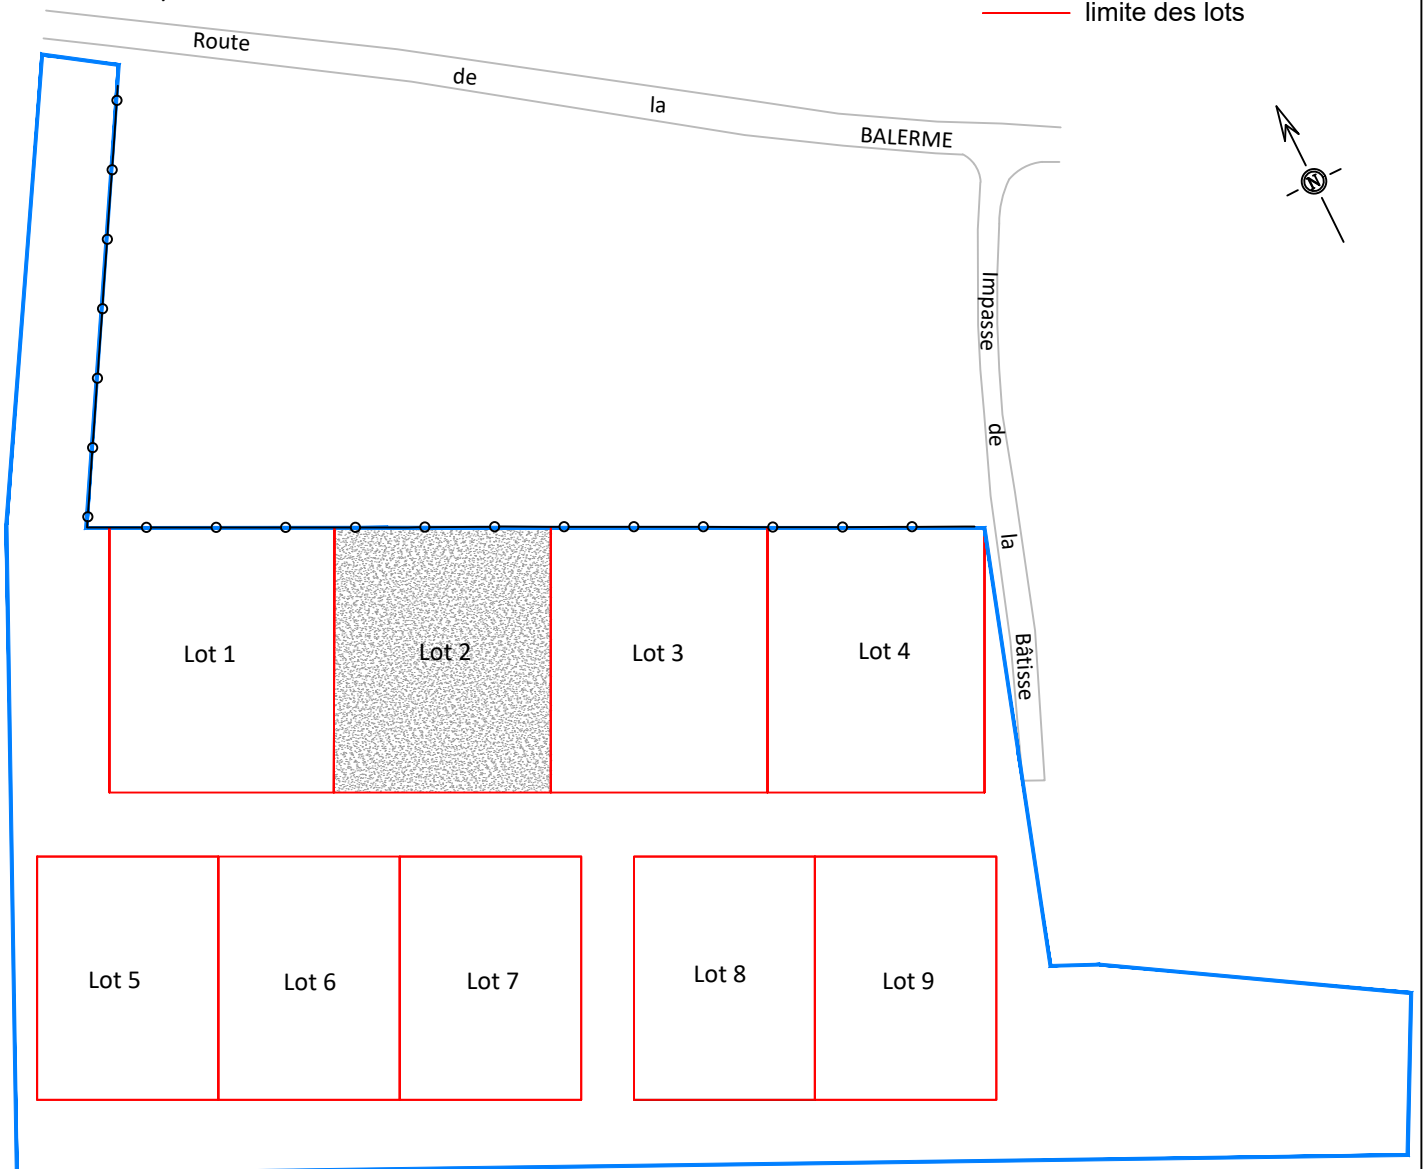 limite des lots
Route de la BALERME
N
Impasse de la Bâtisse
Lot 1
Lot 2
Lot 3
Lot 4
Lot 5
Lot 6
Lot 7
Lot 8
Lot 9